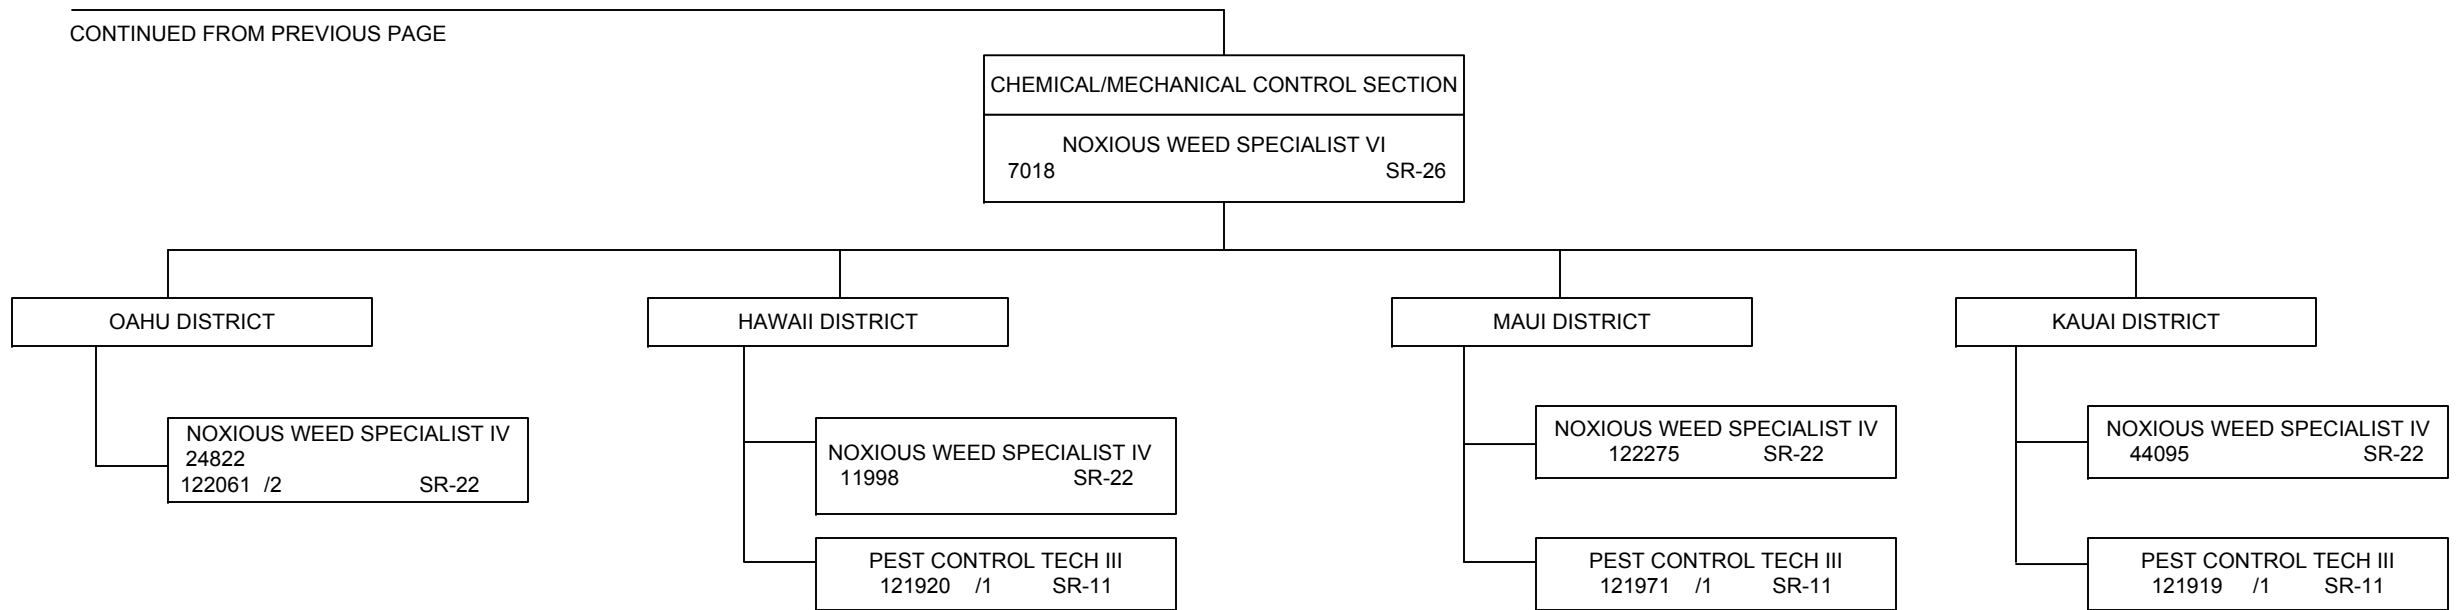 CONTINUED FROM PREVIOUS PAGE
CHEMICAL/MECHANICAL CONTROL SECTION
NOXIOUS WEED SPECIALIST VI
7018 SR-26
OAHU DISTRICT
NOXIOUS WEED SPECIALIST IV
24822
122061 /2 SR-22
HAWAII DISTRICT
NOXIOUS WEED SPECIALIST IV
11998 SR-22
PEST CONTROL TECH III
121920 /1 SR-11
MAUI DISTRICT
NOXIOUS WEED SPECIALIST IV
122275 SR-22
PEST CONTROL TECH III
121971 /1 SR-11
KAUAI DISTRICT
NOXIOUS WEED SPECIALIST IV
44095 SR-22
PEST CONTROL TECH III
121919 /1 SR-11